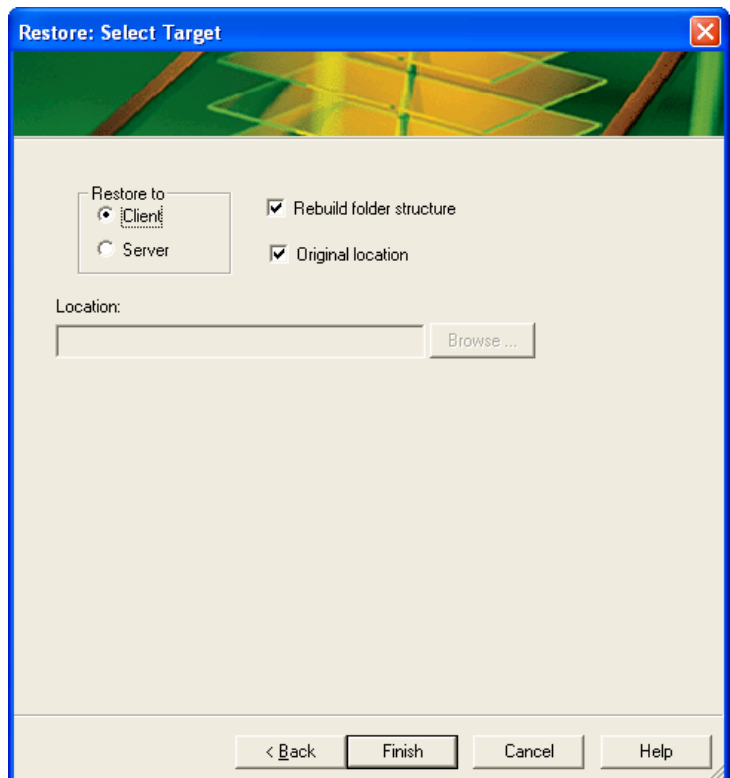 Restore: Select Target
Restore to
Client
Server
Rebuild folder structure
Original location
Location:
Browse ...
< Back
Finish
Cancel
Help